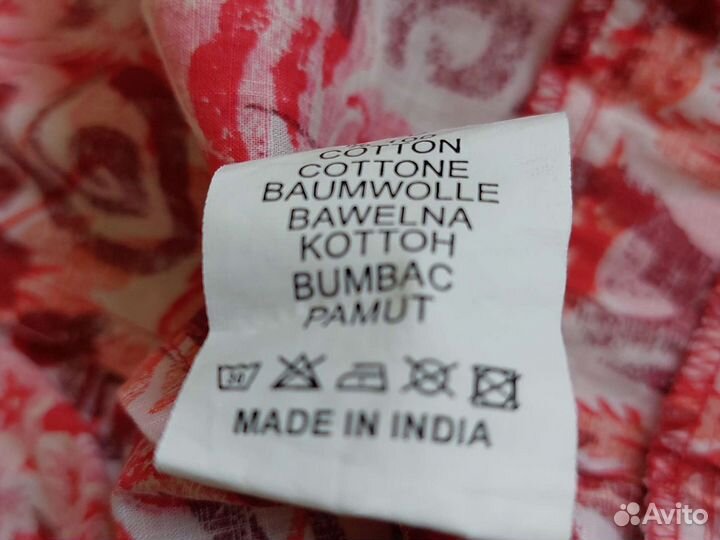 COTTON
COTTONE
BAUMWOLLE
BAWELNA
KOTTOH
BUMBAC
PAMUT
30
MADE IN INDIA
Avito